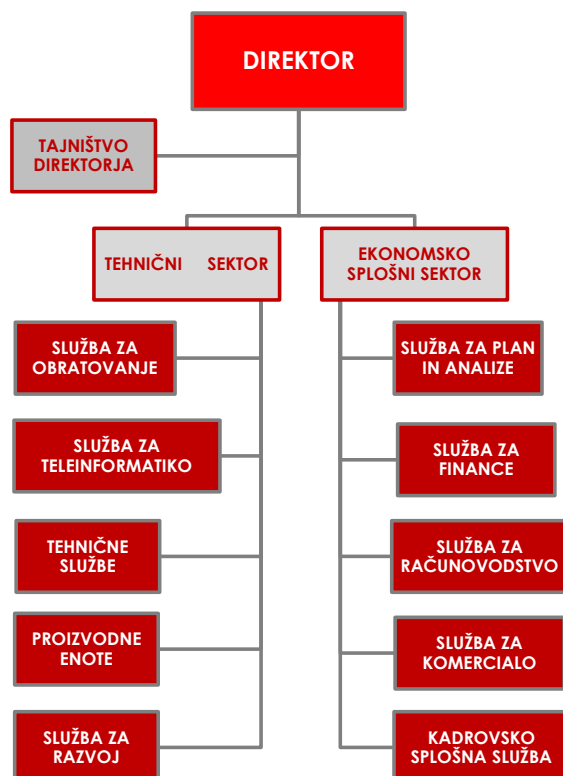 DIREKTOR
TAJNIŠTVO
DIREKTORJA
TEHNIČNI SEKTOR
EKONOMSKO
SPLOŠNI SEKTOR
SLUŽBA ZA
OBRATOVANJE
SLUŽBA ZA
TELEINFORMATIKO
TEHNIČNE
SLUŽBE
PROIZVODNE
ENOTE
SLUŽBA ZA
RAZVOJ
SLUŽBA ZA PLAN
IN ANALIZE
SLUŽBA ZA
FINANCE
SLUŽBA ZA
RAČUNOVODSTVO
SLUŽBA ZA
KOMERCIALO
KADROVSKO
SPLOŠNA SLUŽBA